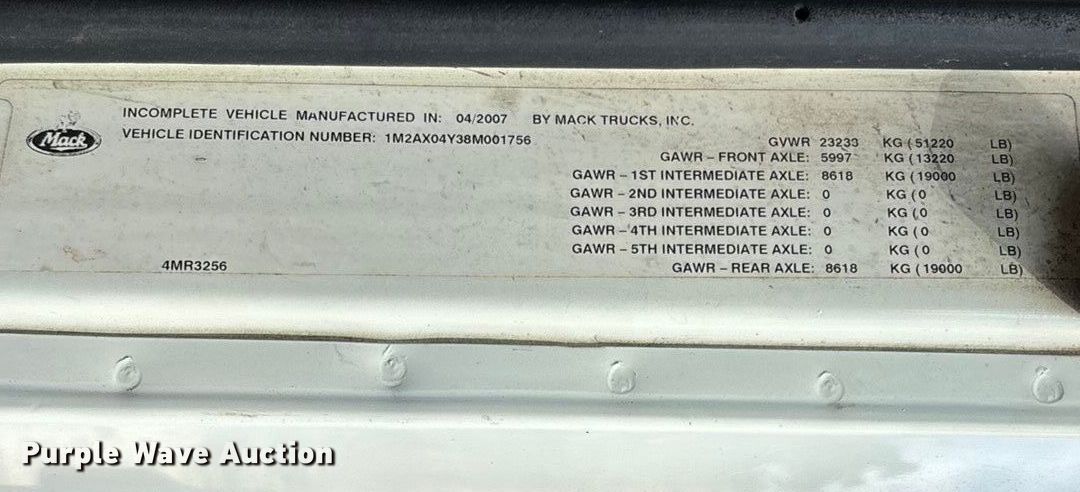 Mack
INCOMPLETE VEHICLE MANUFACTURED IN: 04/2007 BY MACK TRUCKS, INC.
VEHICLE IDENTIFICATION NUMBER: 1M2AX04Y38M001756
GVWR 23233 KG ( 51220 LB)
GAWR – FRONT AXLE: 5997 KG ( 13220 LB)
GAWR – 1ST INTERMEDIATE AXLE: 8618 KG ( 19000 LB)
GAWR – 2ND INTERMEDIATE AXLE: 0 KG ( 0 LB)
GAWR – 3RD INTERMEDIATE AXLE: 0 KG ( 0 LB)
GAWR – 4TH INTERMEDIATE AXLE: 0 KG ( 0 LB)
GAWR – 5TH INTERMEDIATE AXLE: 0 KG ( 0 LB)
4MR3256 GAWR – REAR AXLE: 8618 KG ( 19000 LB)
Purple Wave Auction